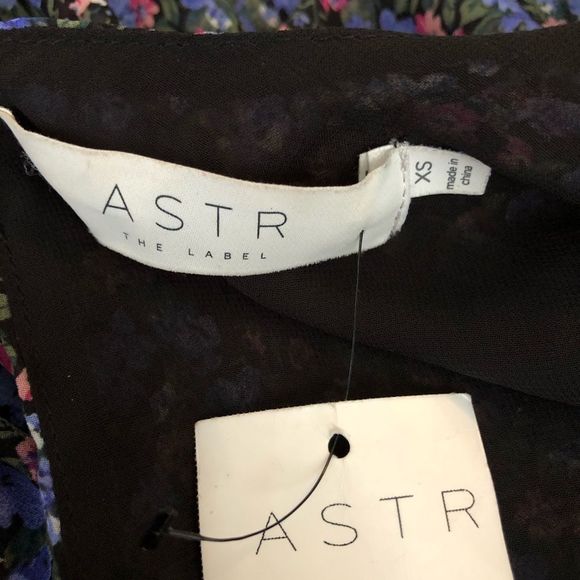 ASTR
THE LABEL
XS
made in
china
ASTR